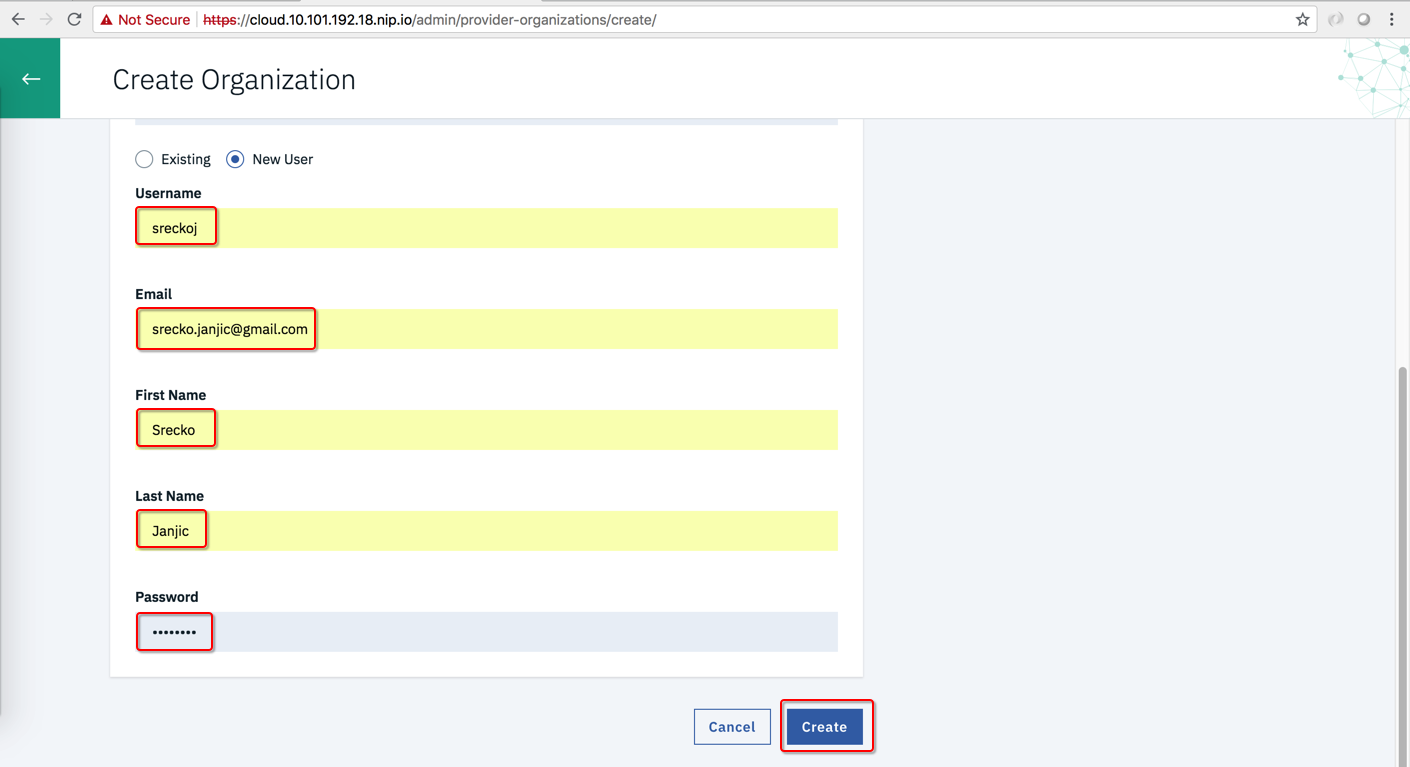 Not Secure https://cloud.10.101.192.18.nip.io/admin/provider-organizations/create/
Create Organization
Existing New User
Username
sreckoj
Email
srecko.janjic@gmail.com
First Name
Srecko
Last Name
Janjic
Password
••••••••
Cancel Create